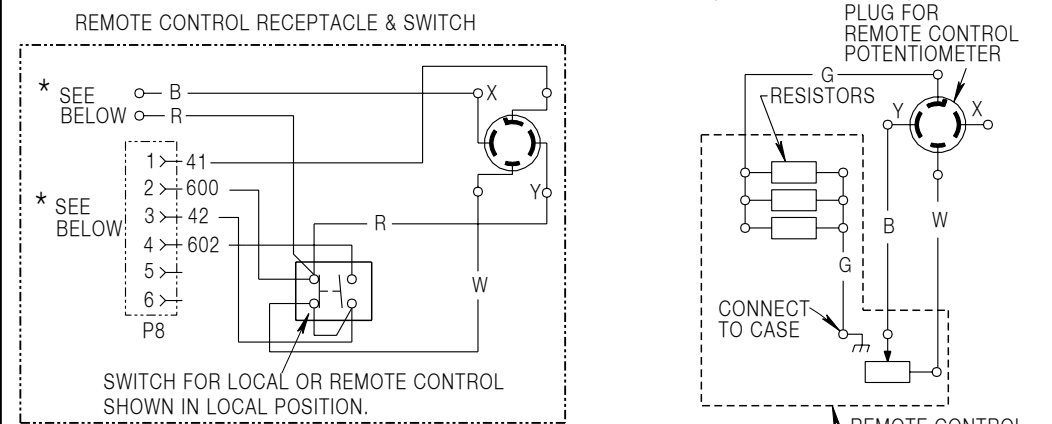 REMOTE CONTROL RECEPTACLE & SWITCH
* SEE
BELOW
B
R
X
1 41
2 600
3 42
4 602
5
6
P8
* SEE
BELOW
Y
R
W
SWITCH FOR LOCAL OR REMOTE CONTROL
SHOWN IN LOCAL POSITION.
PLUG FOR
REMOTE CONTROL
POTENTIOMETER
G
RESISTORS
Y
X
B
W
G
CONNECT
TO CASE
REMOTE CONTROL